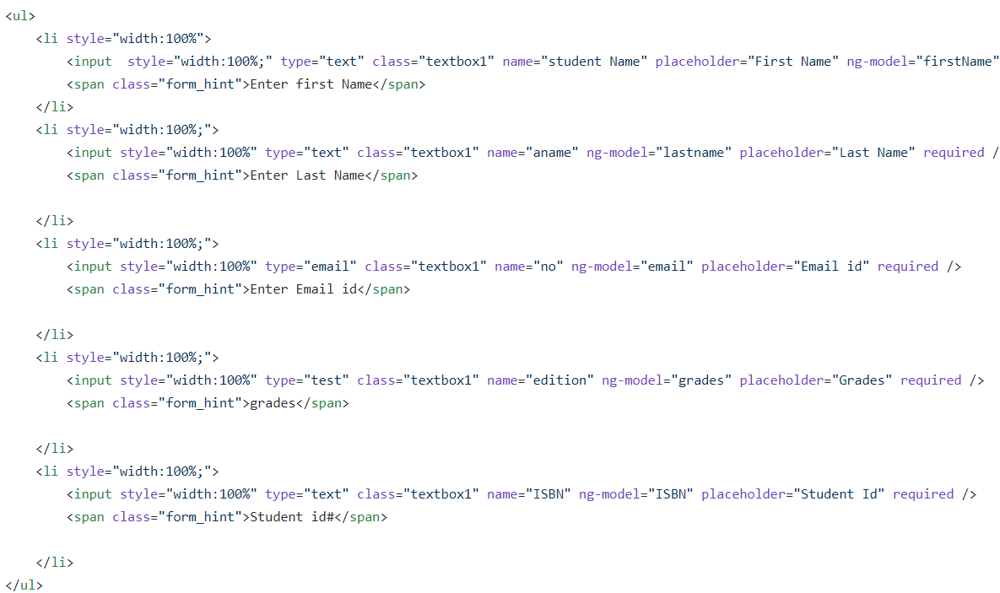 <ul>
    <li style="width:100%">
        <input  style="width:100%;" type="text" class="textbox1" name="student Name" placeholder="First Name" ng-model="firstName"
        <span class="form_hint">Enter first Name</span>
    </li>
    <li style="width:100%;">
        <input style="width:100%" type="text" class="textbox1" name="aname" ng-model="lastname" placeholder="Last Name" required /
        <span class="form_hint">Enter Last Name</span>

    </li>
    <li style="width:100%;">
        <input style="width:100%" type="email" class="textbox1" name="no" ng-model="email" placeholder="Email id" required />
        <span class="form_hint">Enter Email id</span>

    </li>
    <li style="width:100%;">
        <input style="width:100%" type="test" class="textbox1" name="edition" ng-model="grades" placeholder="Grades" required />
        <span class="form_hint">grades</span>

    </li>
    <li style="width:100%;">
        <input style="width:100%" type="text" class="textbox1" name="ISBN" ng-model="ISBN" placeholder="Student Id" required />
        <span class="form_hint">Student id#</span>

    </li>
</ul>